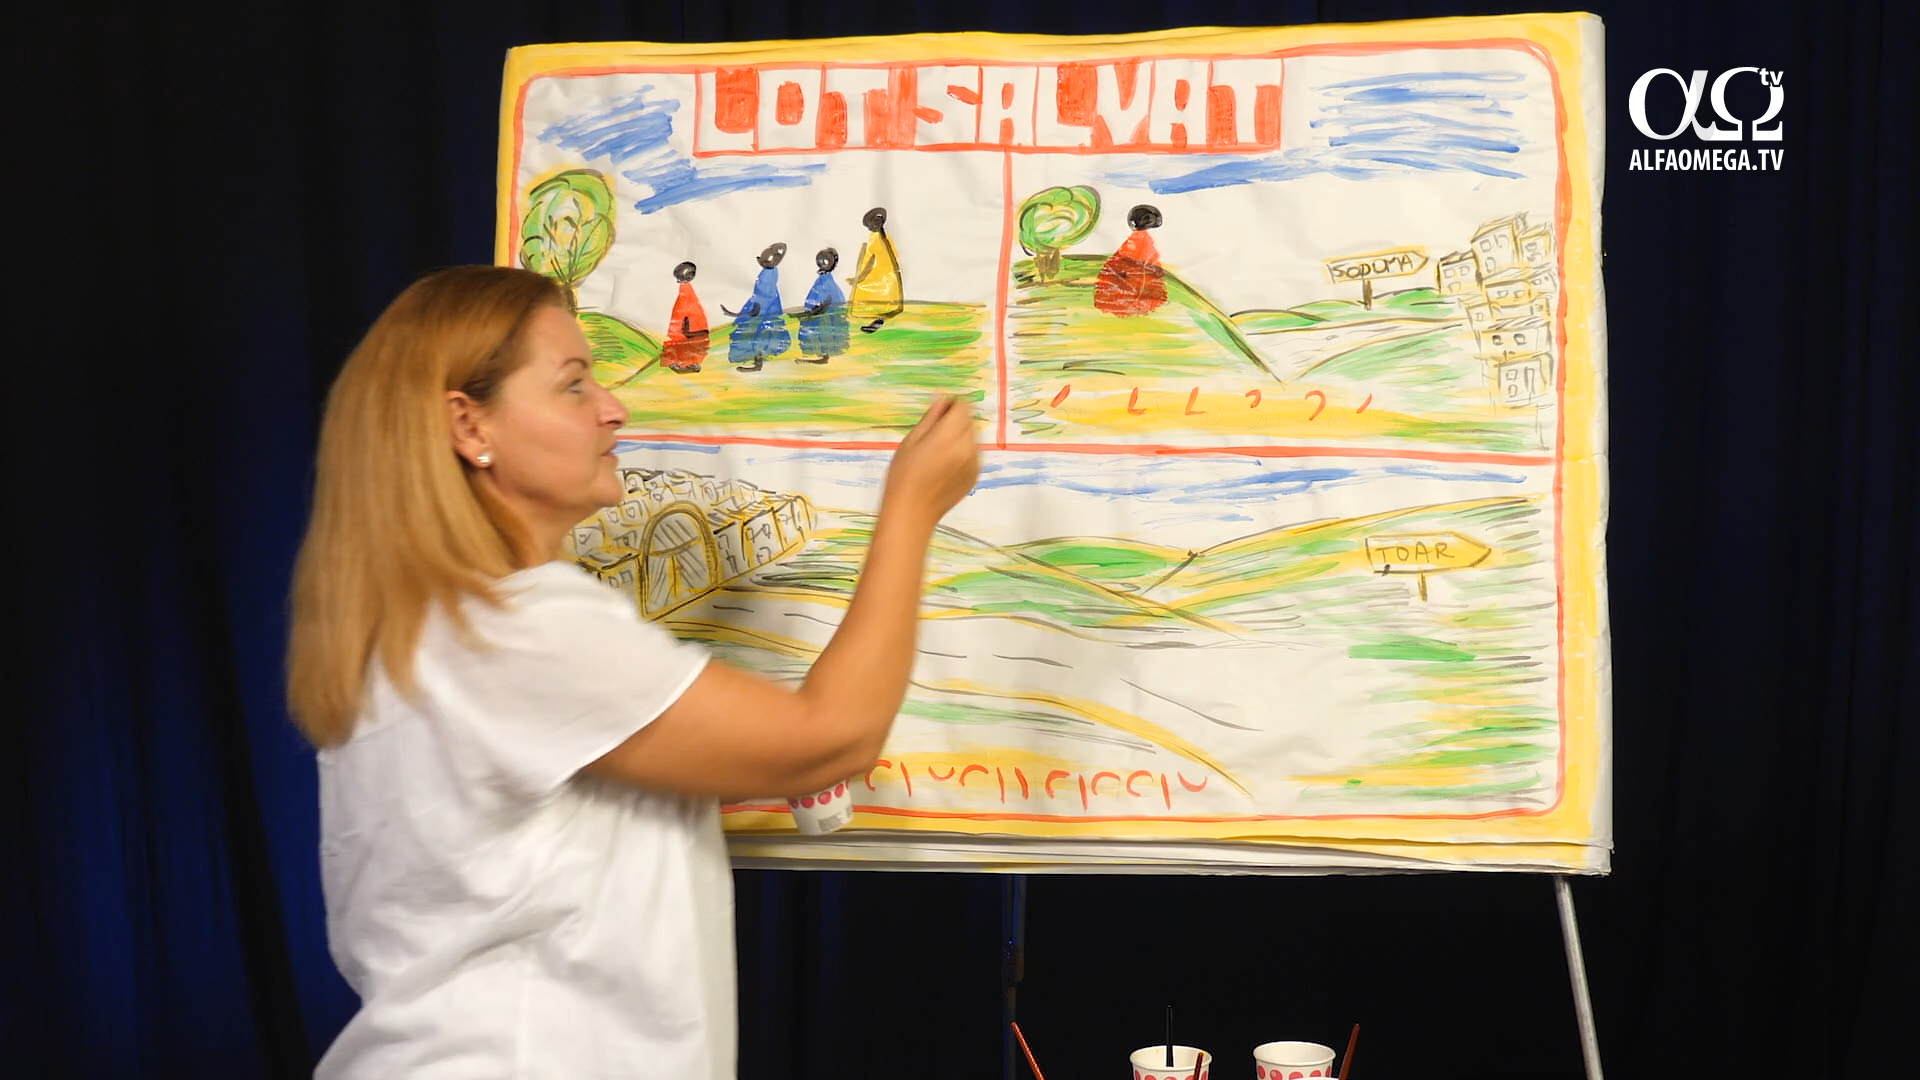 LOT SALVAT
αΩ tv
ALFAOMEGA.TV
SODOMA
TOAR